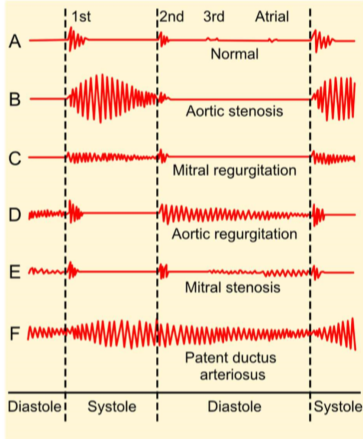 1st 2nd 3rd Atrial
A
Normal
B
Aortic stenosis
C
Mitral regurgitation
D
Aortic regurgitation
E
Mitral stenosis
F
Patent ductus
arteriosus
Diastole Systole Diastole Systole